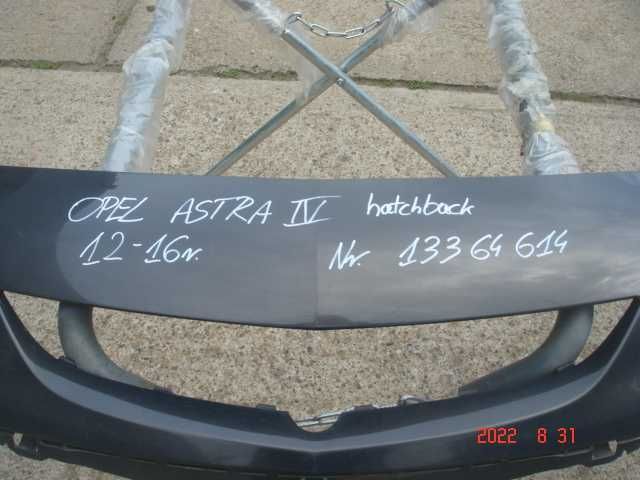 OPEL ASTRA IV hatchback
12-16r. Nr. 13364614
2022 8 31